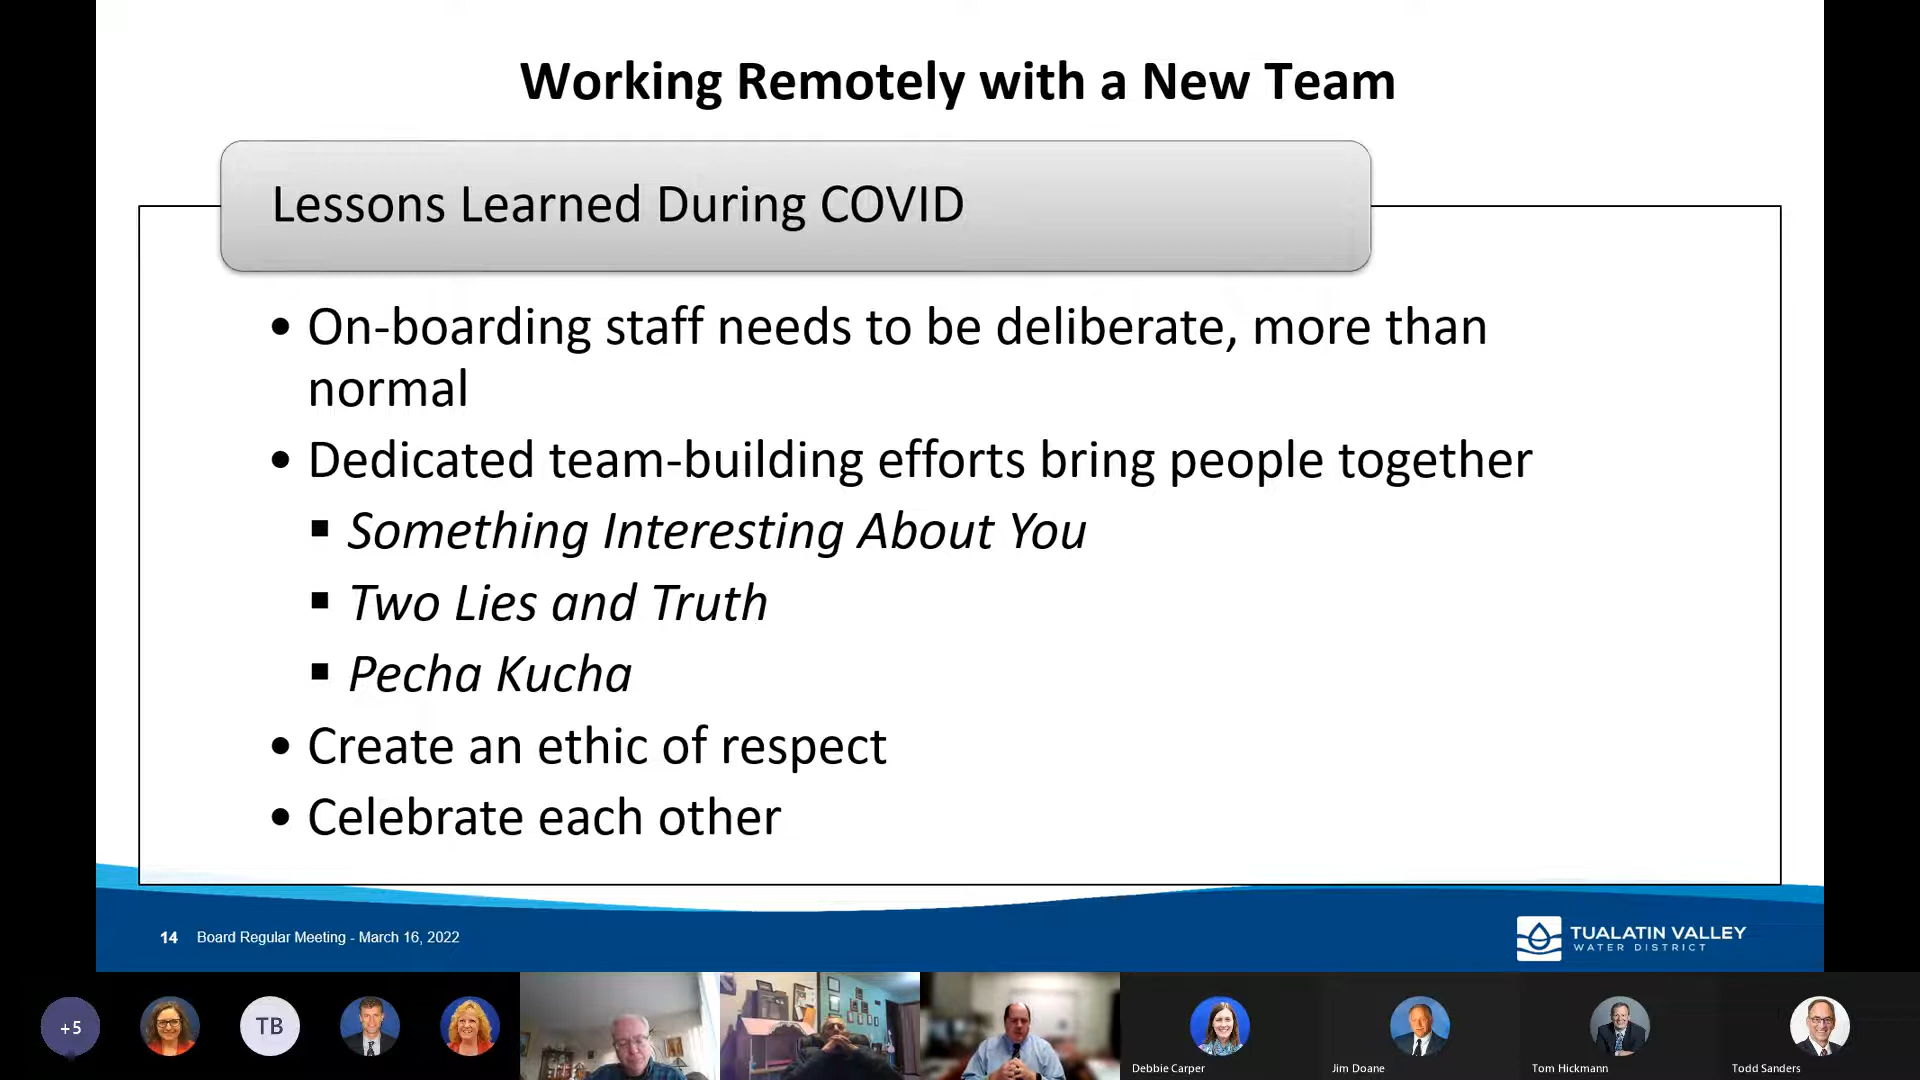 Working Remotely with a New Team
Lessons Learned During COVID
• On-boarding staff needs to be deliberate, more than
normal
• Dedicated team-building efforts bring people together
▪ Something Interesting About You
▪ Two Lies and Truth
▪ Pecha Kucha
• Create an ethic of respect
• Celebrate each other
14 Board Regular Meeting - March 16, 2022
TUALATIN VALLEY
WATER DISTRICT
+5
TB
Debbie Carper
Jim Doane
Tom Hickmann
Todd Sanders